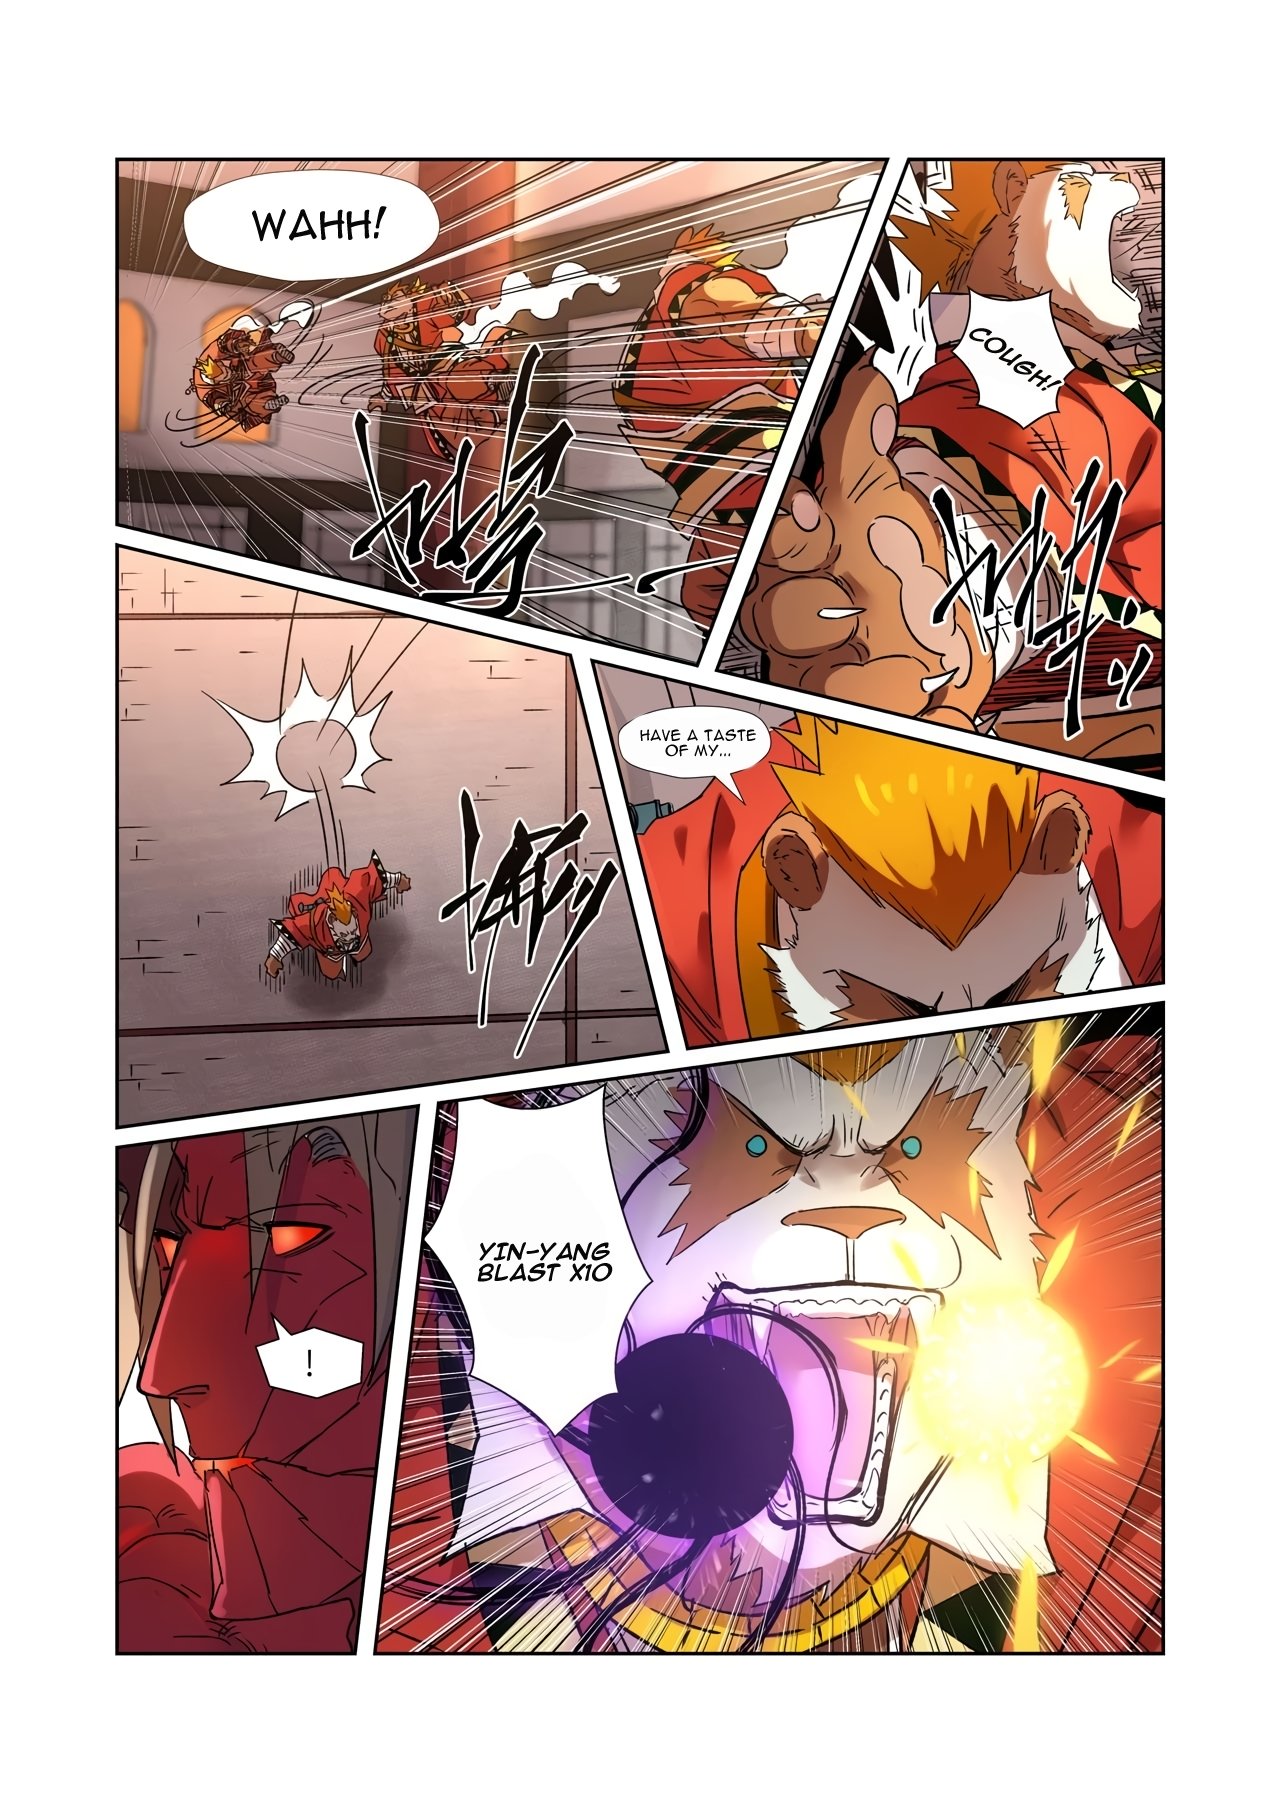 WAHH!
COUGH!
HAVE A TASTE
OF MY...
!
YIN-YANG
BLAST X10